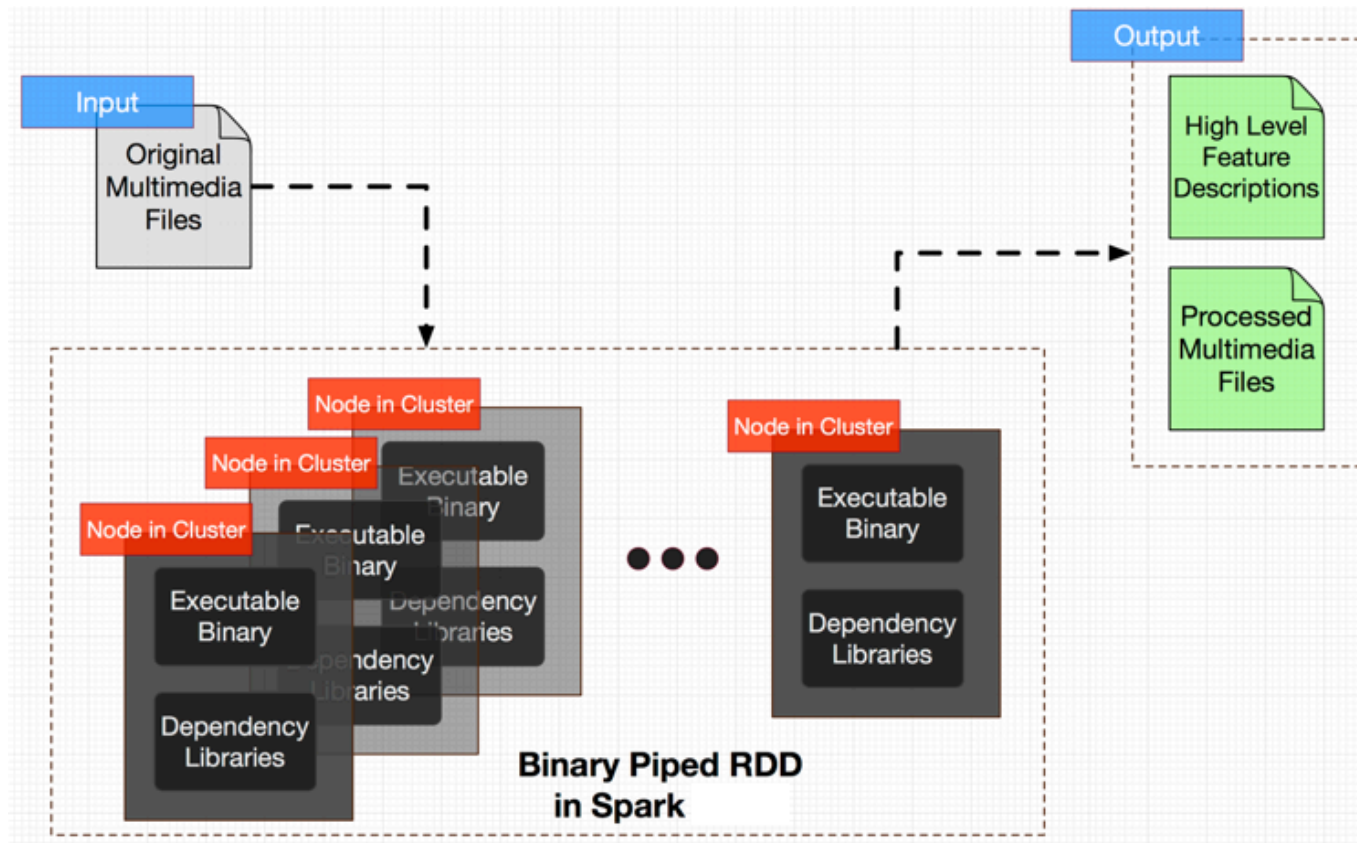 Input
Original
Multimedia
Files
Output
High Level
Feature
Descriptions
Processed
Multimedia
Files
Node in Cluster
Executable
Binary
Dependency
Libraries
Node in Cluster
Executable
Binary
Dependency
Libraries
Node in Cluster
Executable
Binary
Dependency
Libraries
Node in Cluster
Executable
Binary
Dependency
Libraries
Binary Piped RDD
in Spark